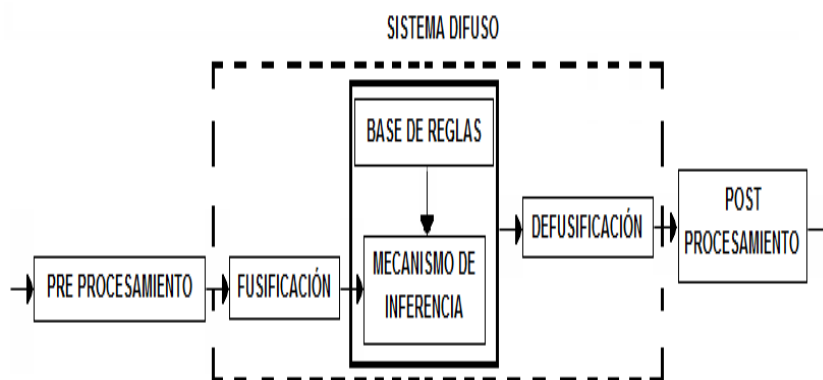 SISTEMA DIFUSO
BASE DE REGLAS
MECANISMO DE
INFERENCIA
PRE PROCESAMIENTO
FUSIFICACIÓN
DEFUSIFICACIÓN
POST
PROCESAMIENTO